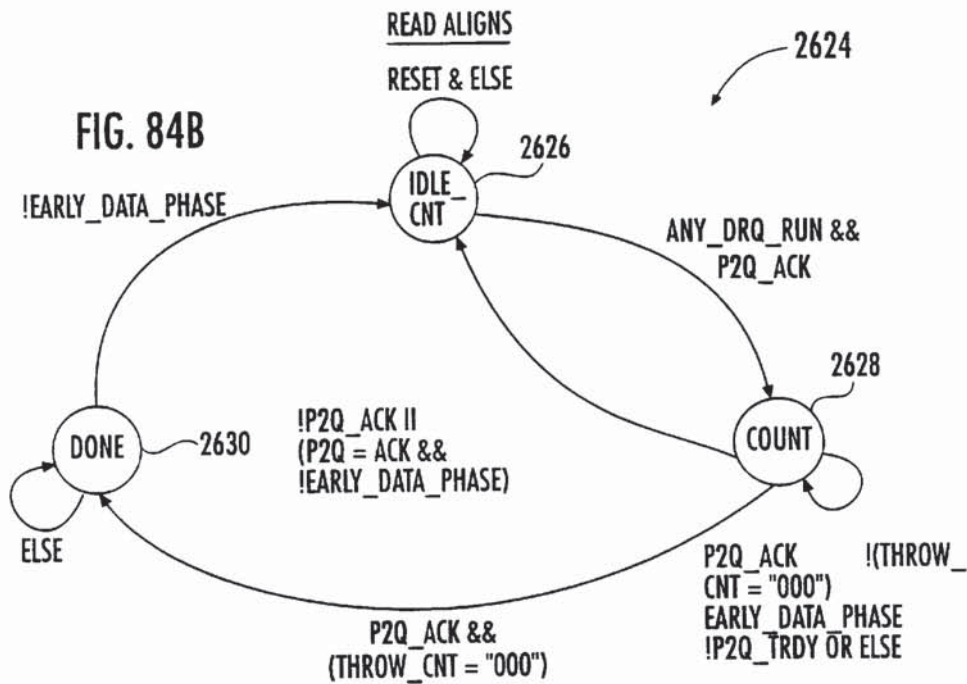 READ ALIGNS
2624
RESET & ELSE
FIG. 84B
2626
IDLE_
CNT
!EARLY_DATA_PHASE
ANY_DRQ_RUN &&
P2Q_ACK
2628
DONE
2630
!P2Q_ACK II
(P2Q = ACK &&
!EARLY_DATA_PHASE)
COUNT
ELSE
P2Q_ACK !(THROW_
CNT = "000")
EARLY_DATA_PHASE
!P2Q_TRDY OR ELSE
P2Q_ACK &&
(THROW_CNT = "000")